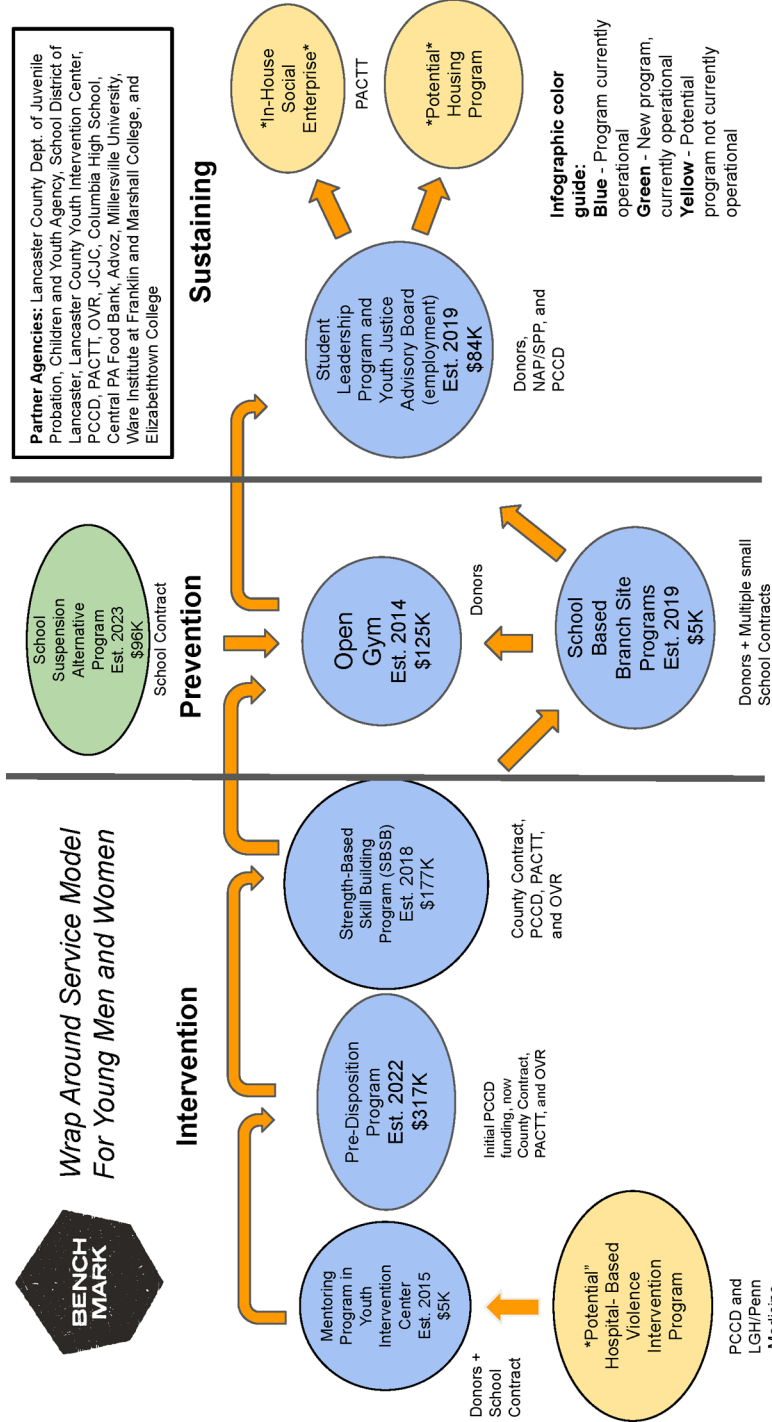 BENCH
MARK
Wrap Around Service Model
For Young Men and Women
Partner Agencies: Lancaster County Dept. of Juvenile
Probation, Children and Youth Agency, School District of
Lancaster, Lancaster County Youth Intervention Center,
PCCD, PACTT, OVR, JCJC, Columbia High School,
Central PA Food Bank, Advoz, Millersville University,
Ware Institute at Franklin and Marshall College, and
Elizabethtown College
Intervention
Mentoring
Program in
Youth
Intervention
Center
Est. 2015
$5K
Donors +
School
Contract
*Potential”
Hospital- Based
Violence
Intervention
Program
PCCD and
LGH/Penn
Pre-Disposition
Program
Est. 2022
$317K
Initial PCCD
funding, now
County Contract,
PACTT, and OVR
Strength-Based
Skill Building
Program (SBSB)
Est. 2018
$177K
County Contract,
PCCD, PACTT,
and OVR
Prevention
School
Suspension
Alternative
Program
Est. 2023
$96K
School Contract
Open
Gym
Est. 2014
$125K
Donors
School
Based
Branch Site
Programs
Est. 2019
$5K
Donors + Multiple small
School Contracts
Sustaining
Student
Leadership
Program and
Youth Justice
Advisory Board
(employment)
Est. 2019
$84K
Donors,
NAP/SPP, and
PCCD
*In-House
Social
Enterprise*
PACTT
*Potential*
Housing
Program
Infographic color
guide:
Blue - Program currently
operational
Green - New program,
currently operational
Yellow - Potential
program not currently
operational